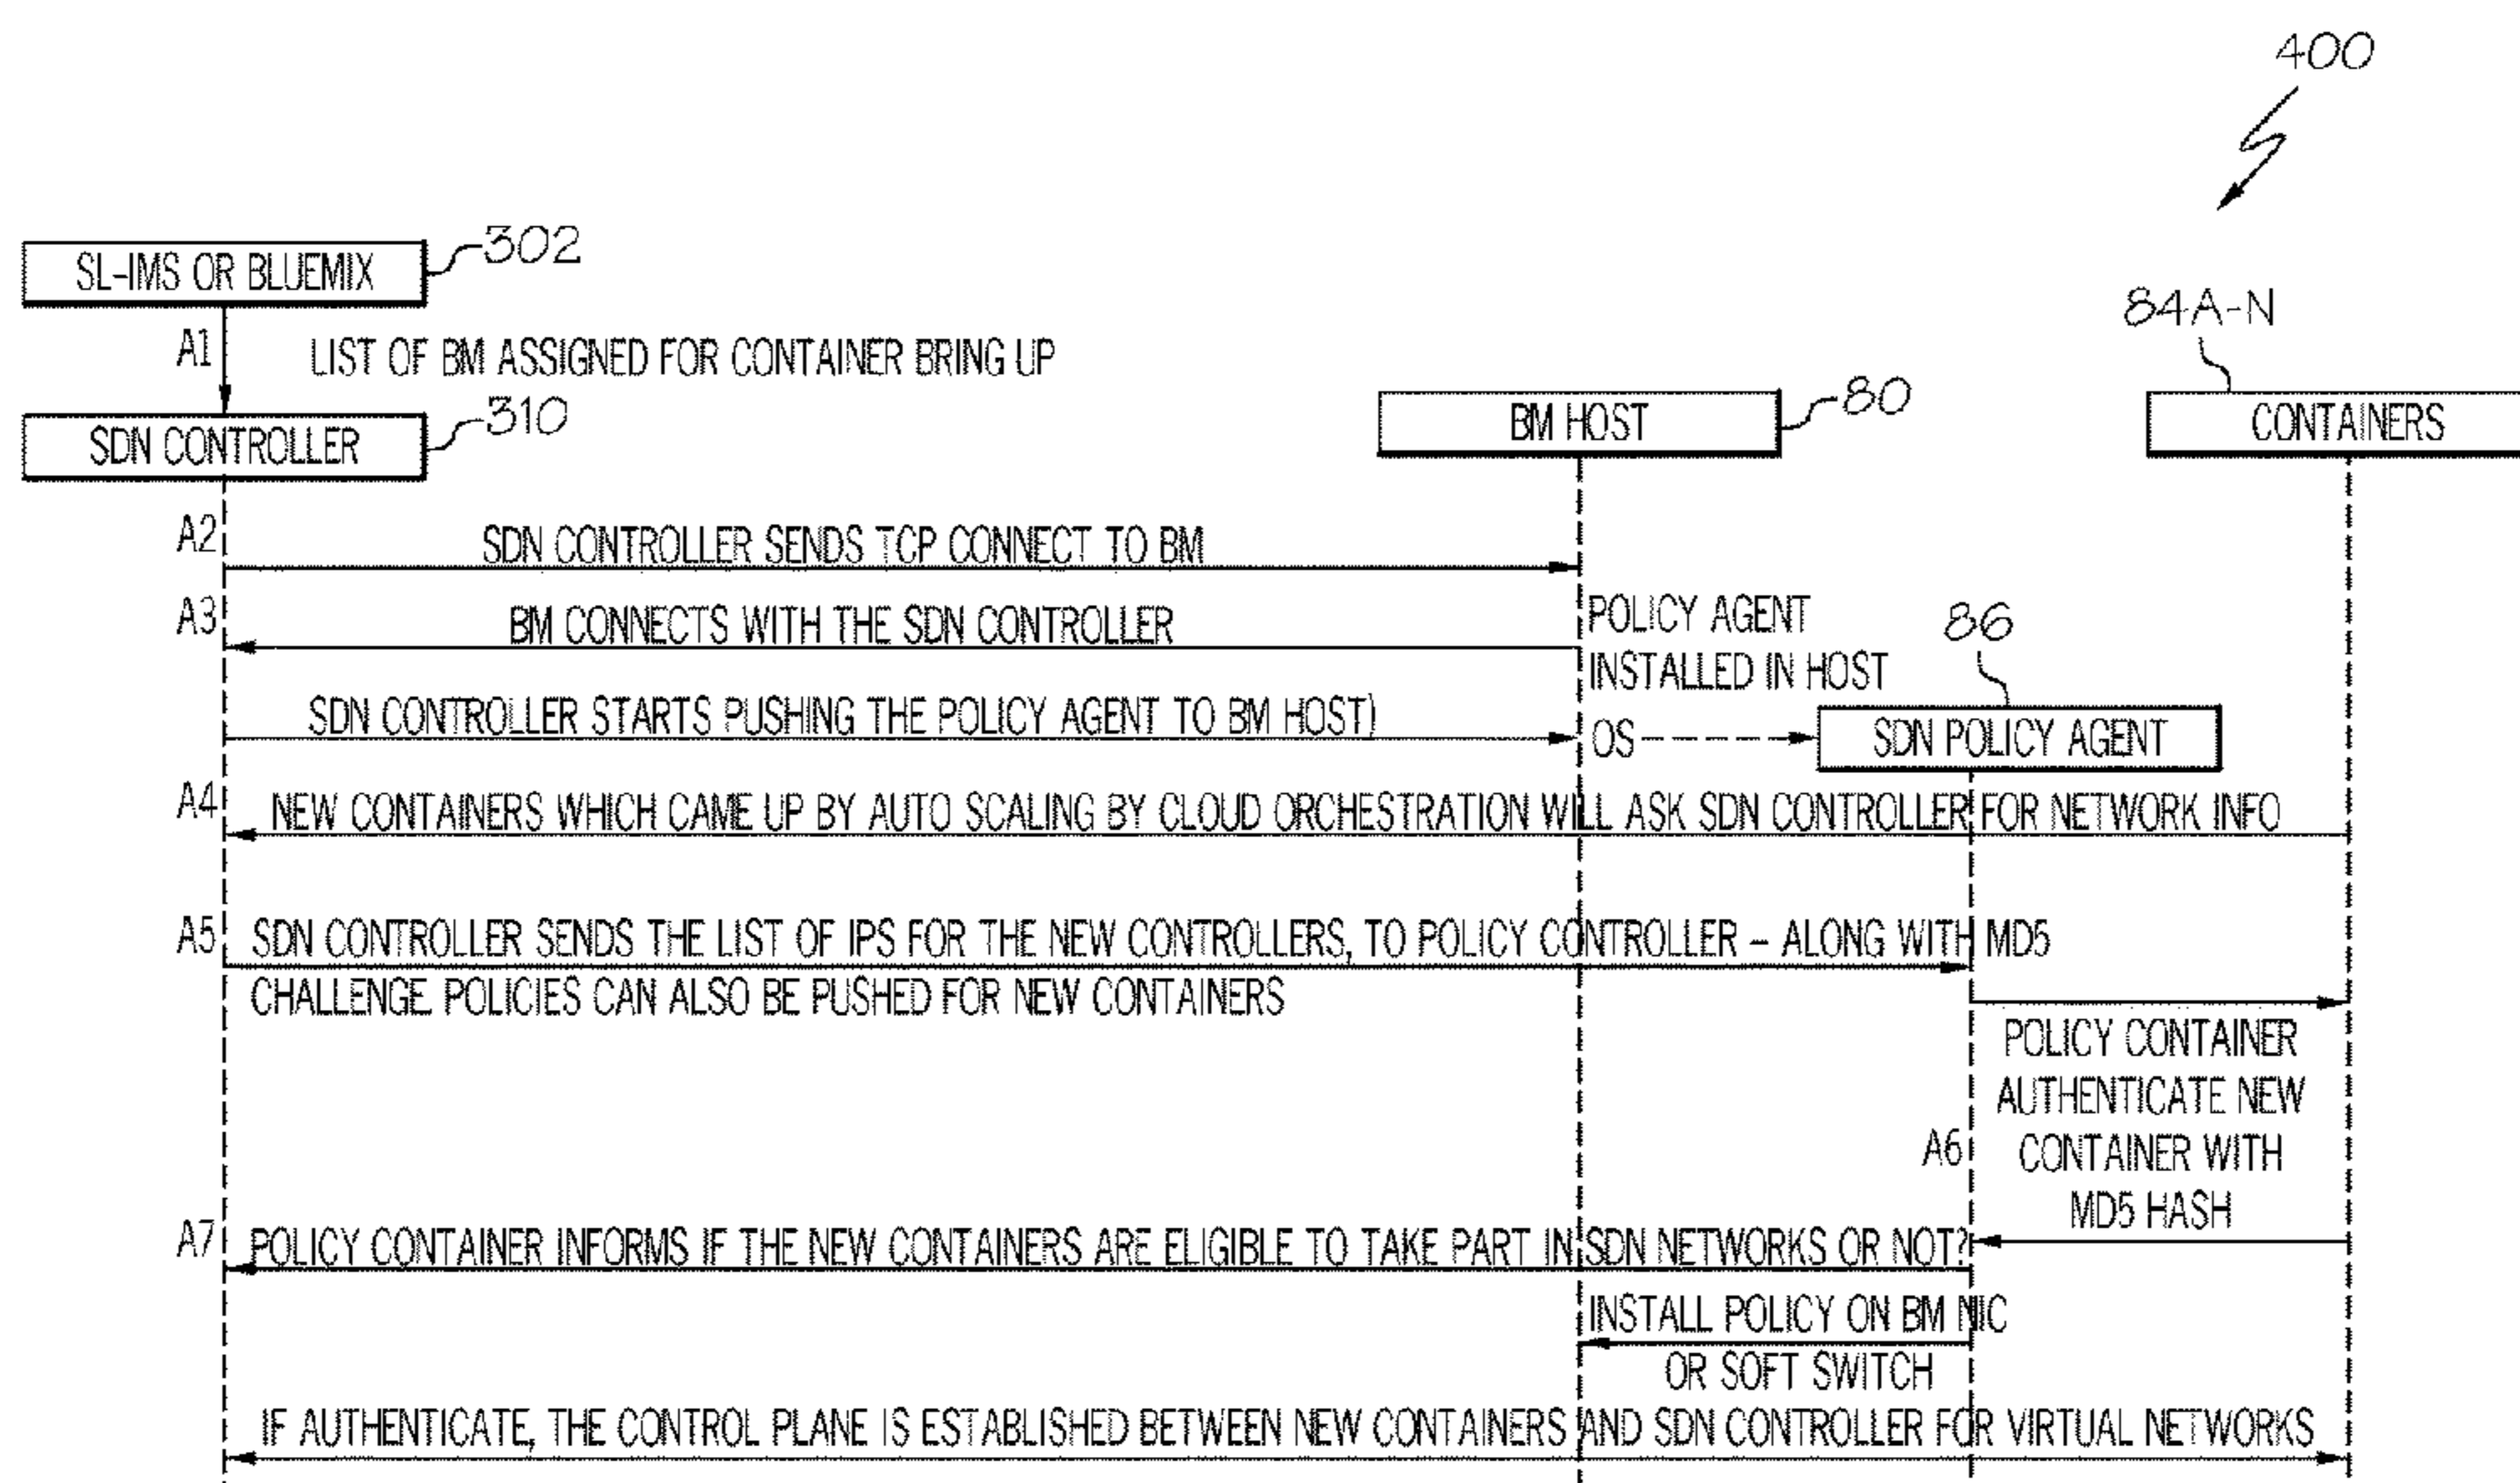 400
SL-IMS OR BLUEMIX
302
A1
LIST OF BM ASSIGNED FOR CONTAINER BRING UP
84A-N
SDN CONTROLLER
310
BM HOST
80
CONTAINERS
A2
SDN CONTROLLER SENDS TCP CONNECT TO BM
A3
BM CONNECTS WITH THE SDN CONTROLLER
POLICY AGENT
INSTALLED IN HOST
OS
86
SDN CONTROLLER STARTS PUSHING THE POLICY AGENT TO BM HOST)
SDN POLICY AGENT
A4
NEW CONTAINERS WHICH CAME UP BY AUTO SCALING BY CLOUD ORCHESTRATION WILL ASK SDN CONTROLLER FOR NETWORK INFO
A5
SDN CONTROLLER SENDS THE LIST OF IPS FOR THE NEW CONTROLLERS, TO POLICY CONTROLLER – ALONG WITH MD5
CHALLENGE POLICIES CAN ALSO BE PUSHED FOR NEW CONTAINERS
A6
POLICY CONTAINER
AUTHENTICATE NEW
CONTAINER WITH
MD5 HASH
A7
POLICY CONTAINER INFORMS IF THE NEW CONTAINERS ARE ELIGIBLE TO TAKE PART IN SDN NETWORKS OR NOT?
INSTALL POLICY ON BM NIC
OR SOFT SWITCH
IF AUTHENTICATE, THE CONTROL PLANE IS ESTABLISHED BETWEEN NEW CONTAINERS AND SDN CONTROLLER FOR VIRTUAL NETWORKS